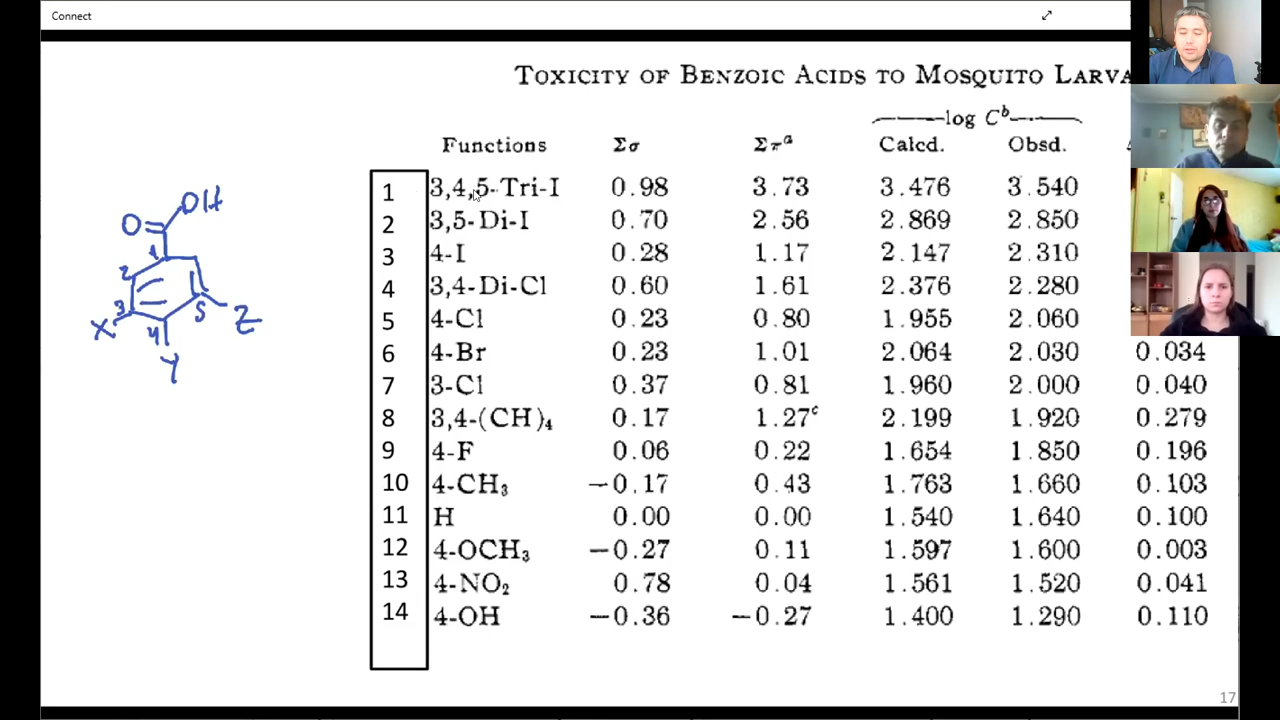 Connect
TOXICITY OF BENZOIC ACIDS TO MOSQUITO LARVA
log C^b
Functions Σσ Σπ^a Calcd. Obsd.
1 3,4,5-Tri-I 0.98 3.73 3.476 3.540
2 3,5-Di-I 0.70 2.56 2.869 2.850
3 4-I 0.28 1.17 2.147 2.310
4 3,4-Di-Cl 0.60 1.61 2.376 2.280
5 4-Cl 0.23 0.80 1.955 2.060
6 4-Br 0.23 1.01 2.064 2.030 0.034
7 3-Cl 0.37 0.81 1.960 2.000 0.040
8 3,4-(CH)₄ 0.17 1.27^c 2.199 1.920 0.279
9 4-F 0.06 0.22 1.654 1.850 0.196
10 4-CH₃ −0.17 0.43 1.763 1.660 0.103
11 H 0.00 0.00 1.540 1.640 0.100
12 4-OCH₃ −0.27 0.11 1.597 1.600 0.003
13 4-NO₂ 0.78 0.04 1.561 1.520 0.041
14 4-OH −0.36 −0.27 1.400 1.290 0.110
O OH
1
2
3
4
5
X
Y
Z
17